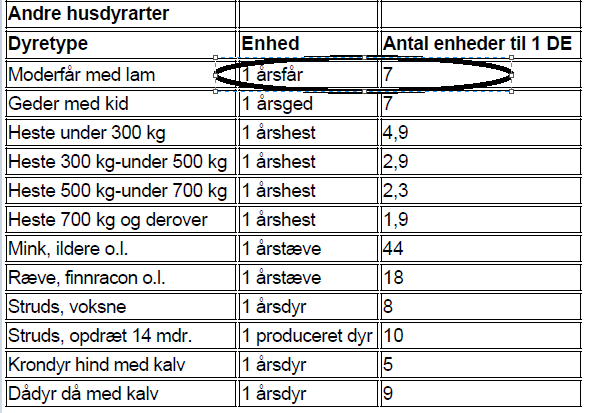 Andre husdyrarter
Dyretype Enhed Antal enheder til 1 DE
Moderfår med lam 1 årsfår 7
Geder med kid 1 årsged 7
Heste under 300 kg 1 årshest 4,9
Heste 300 kg-under 500 kg 1 årshest 2,9
Heste 500 kg-under 700 kg 1 årshest 2,3
Heste 700 kg og derover 1 årshest 1,9
Mink, ildere o.l. 1 årstæve 44
Ræve, finnracon o.l. 1 årstæve 18
Struds, voksne 1 årsdyr 8
Struds, opdræt 14 mdr. 1 produceret dyr 10
Krondyr hind med kalv 1 årsdyr 5
Dådyr då med kalv 1 årsdyr 9